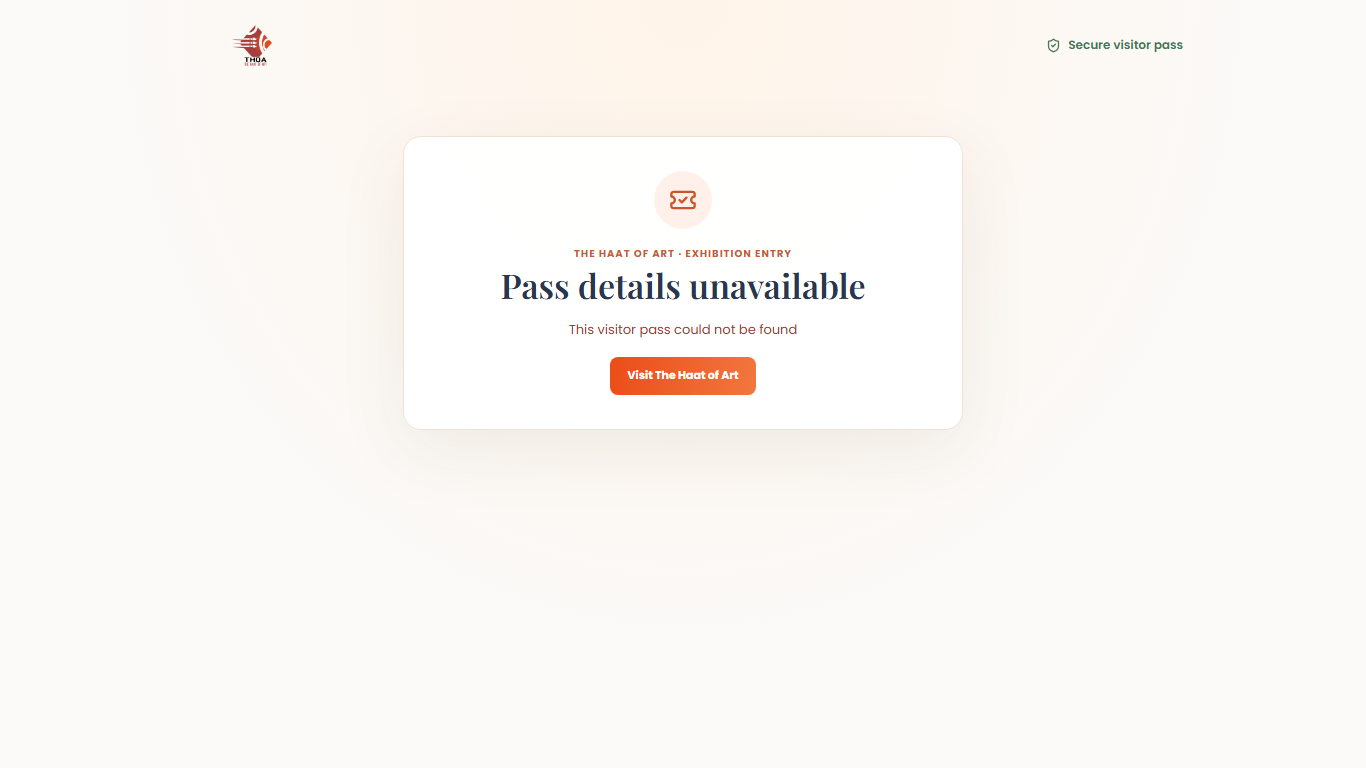 THOA
Secure visitor pass
THE HAAT OF ART · EXHIBITION ENTRY
Pass details unavailable
This visitor pass could not be found
Visit The Haat of Art